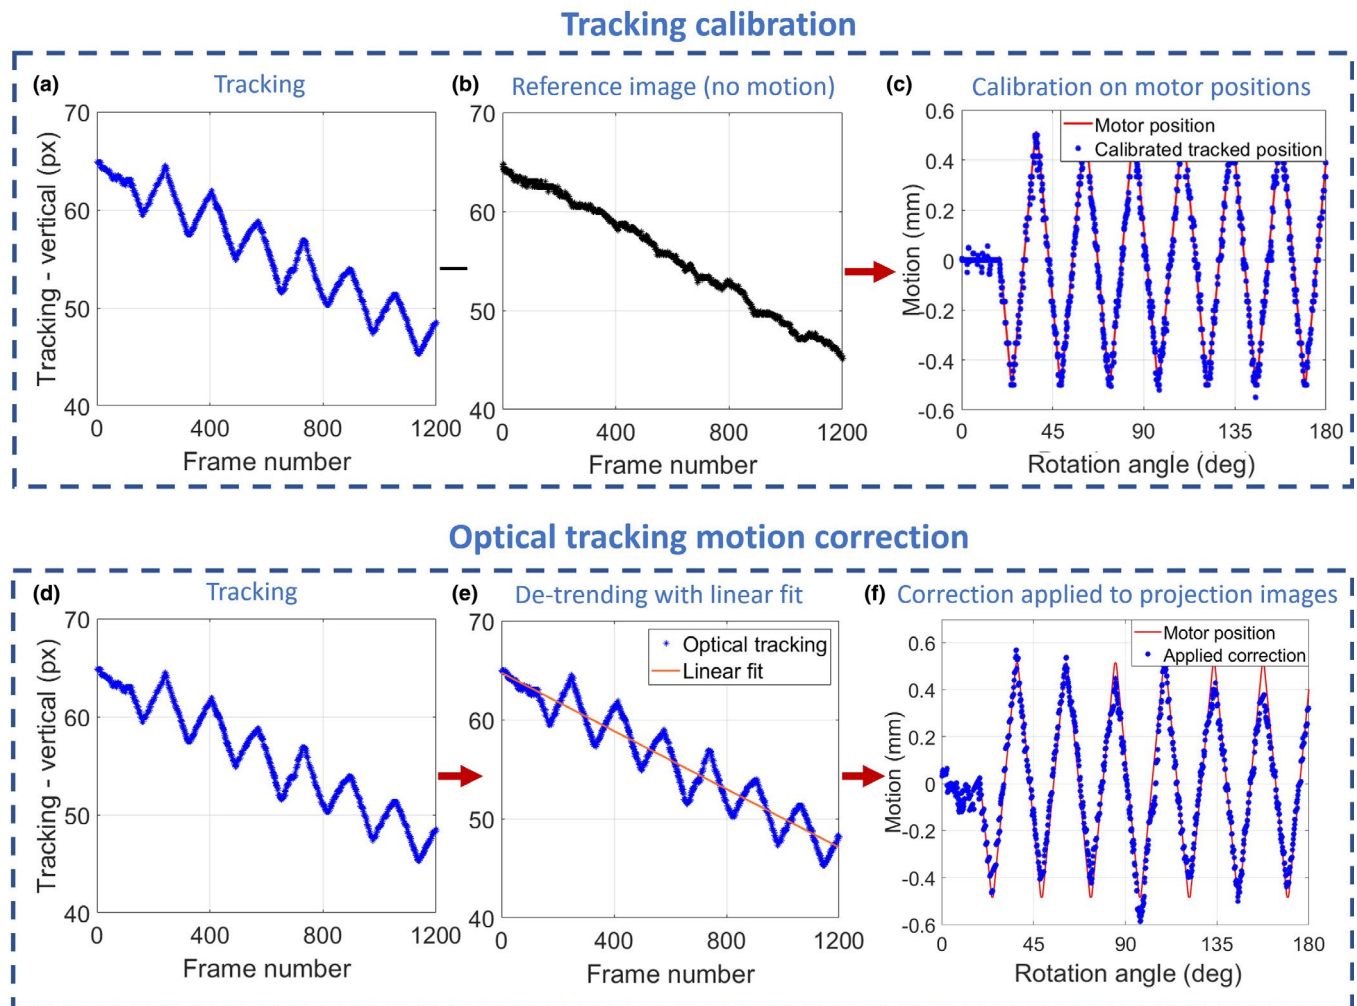 Tracking calibration
(a) Tracking
70
60
50
40
0 400 800 1200
Tracking - vertical (px)
Frame number
(b) Reference image (no motion)
70
60
50
40
0 400 800 1200
Frame number
(c) Calibration on motor positions
Motor position
Calibrated tracked position
0.6
0.4
0.2
0
-0.2
-0.4
-0.6
0 45 90 135 180
Motion (mm)
Rotation angle (deg)
Optical tracking motion correction
(d) Tracking
70
60
50
40
0 400 800 1200
Tracking - vertical (px)
Frame number
(e) De-trending with linear fit
Optical tracking
Linear fit
70
60
50
40
0 400 800 1200
Frame number
(f) Correction applied to projection images
Motor position
Applied correction
0.6
0.4
0.2
0
-0.2
-0.4
-0.6
0 45 90 135 180
Motion (mm)
Rotation angle (deg)